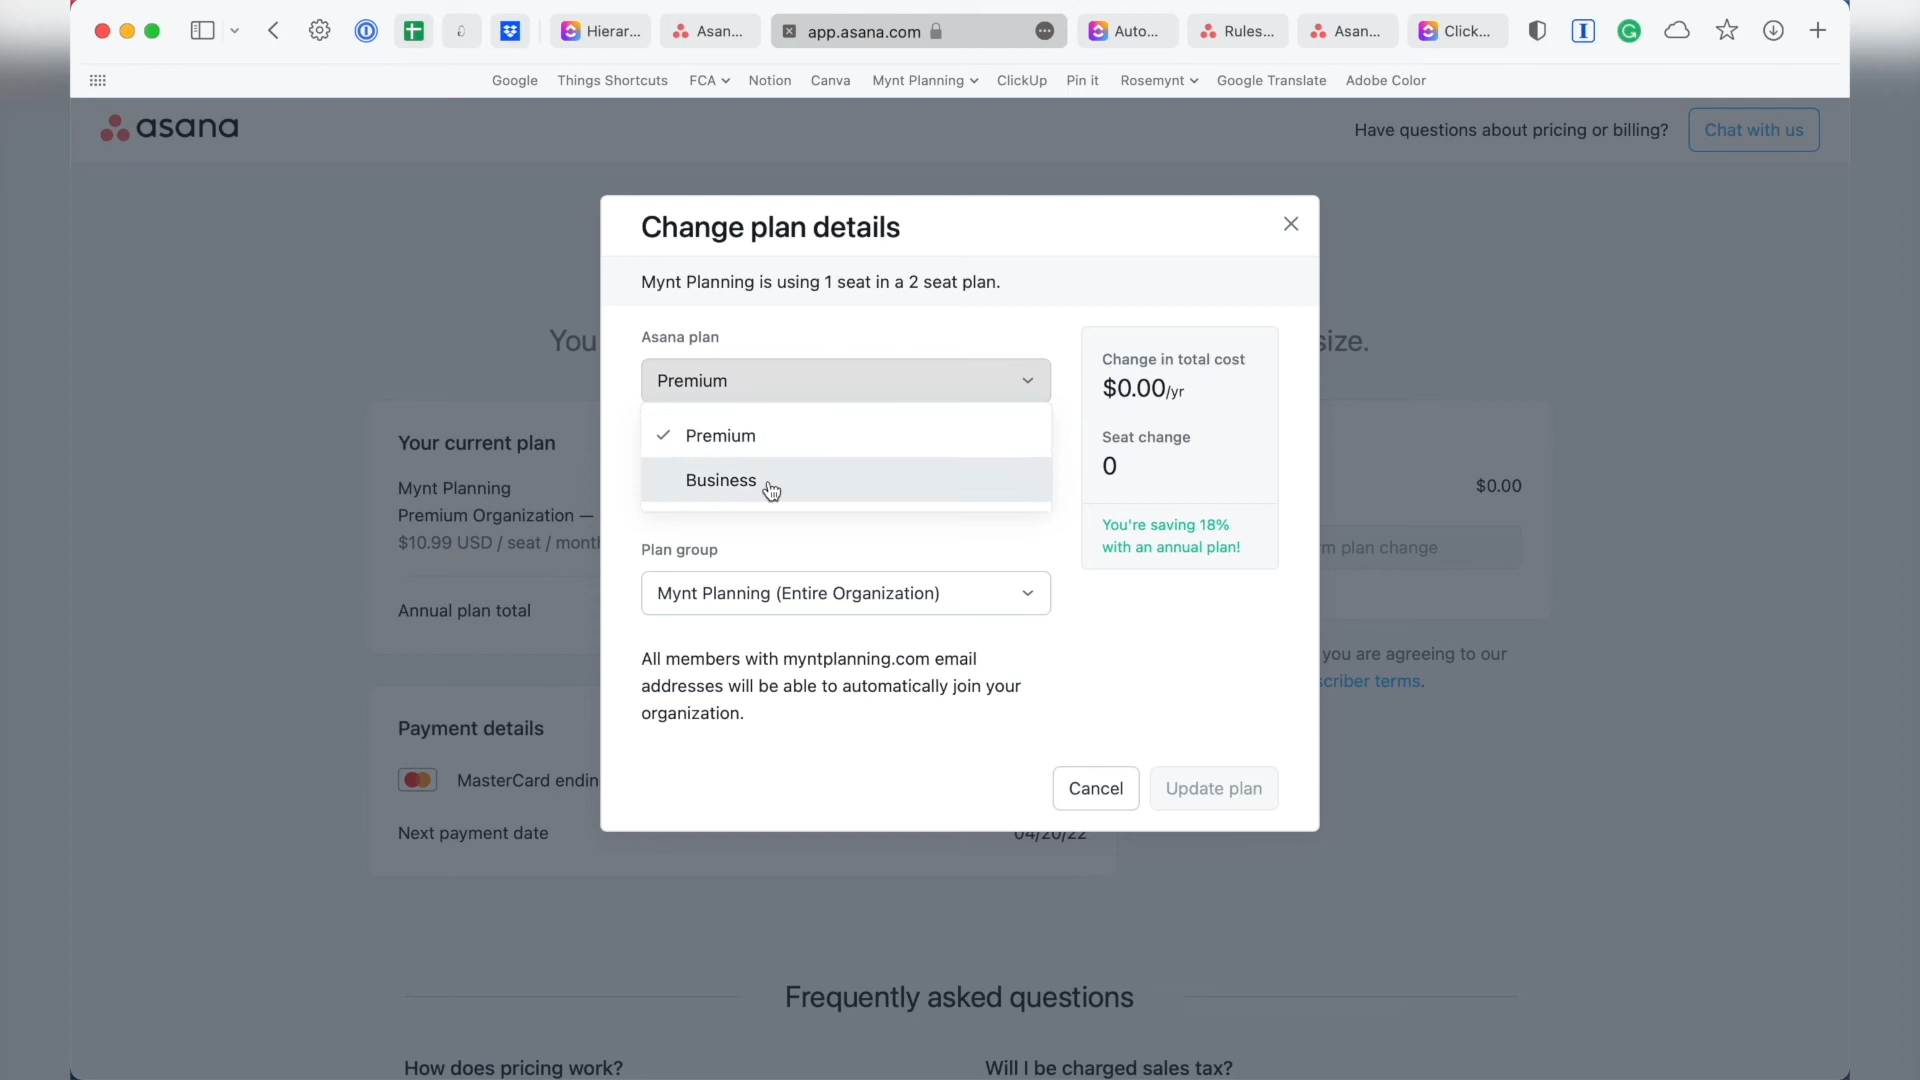 Hierar...
Asan...
app.asana.com
Auto...
Rules...
Asan...
Click...
Google
Things Shortcuts
FCA
Notion
Canva
Mynt Planning
ClickUp
Pin it
Rosemynt
Google Translate
Adobe Color
asana
Have questions about pricing or billing?
Chat with us
Change plan details
Mynt Planning is using 1 seat in a 2 seat plan.
Asana plan
Premium
Premium
Business
Plan group
Mynt Planning (Entire Organization)
All members with myntplanning.com email
addresses will be able to automatically join your
organization.
Change in total cost
$0.00/yr
Seat change
0
You're saving 18%
with an annual plan!
Cancel
Update plan
You
size.
Your current plan
Mynt Planning
Premium Organization —
$10.99 USD / seat / month
Annual plan total
$0.00
plan change
you are agreeing to our
scriber terms.
Payment details
MasterCard endin
Next payment date
04/20/22
Frequently asked questions
How does pricing work?
Will I be charged sales tax?